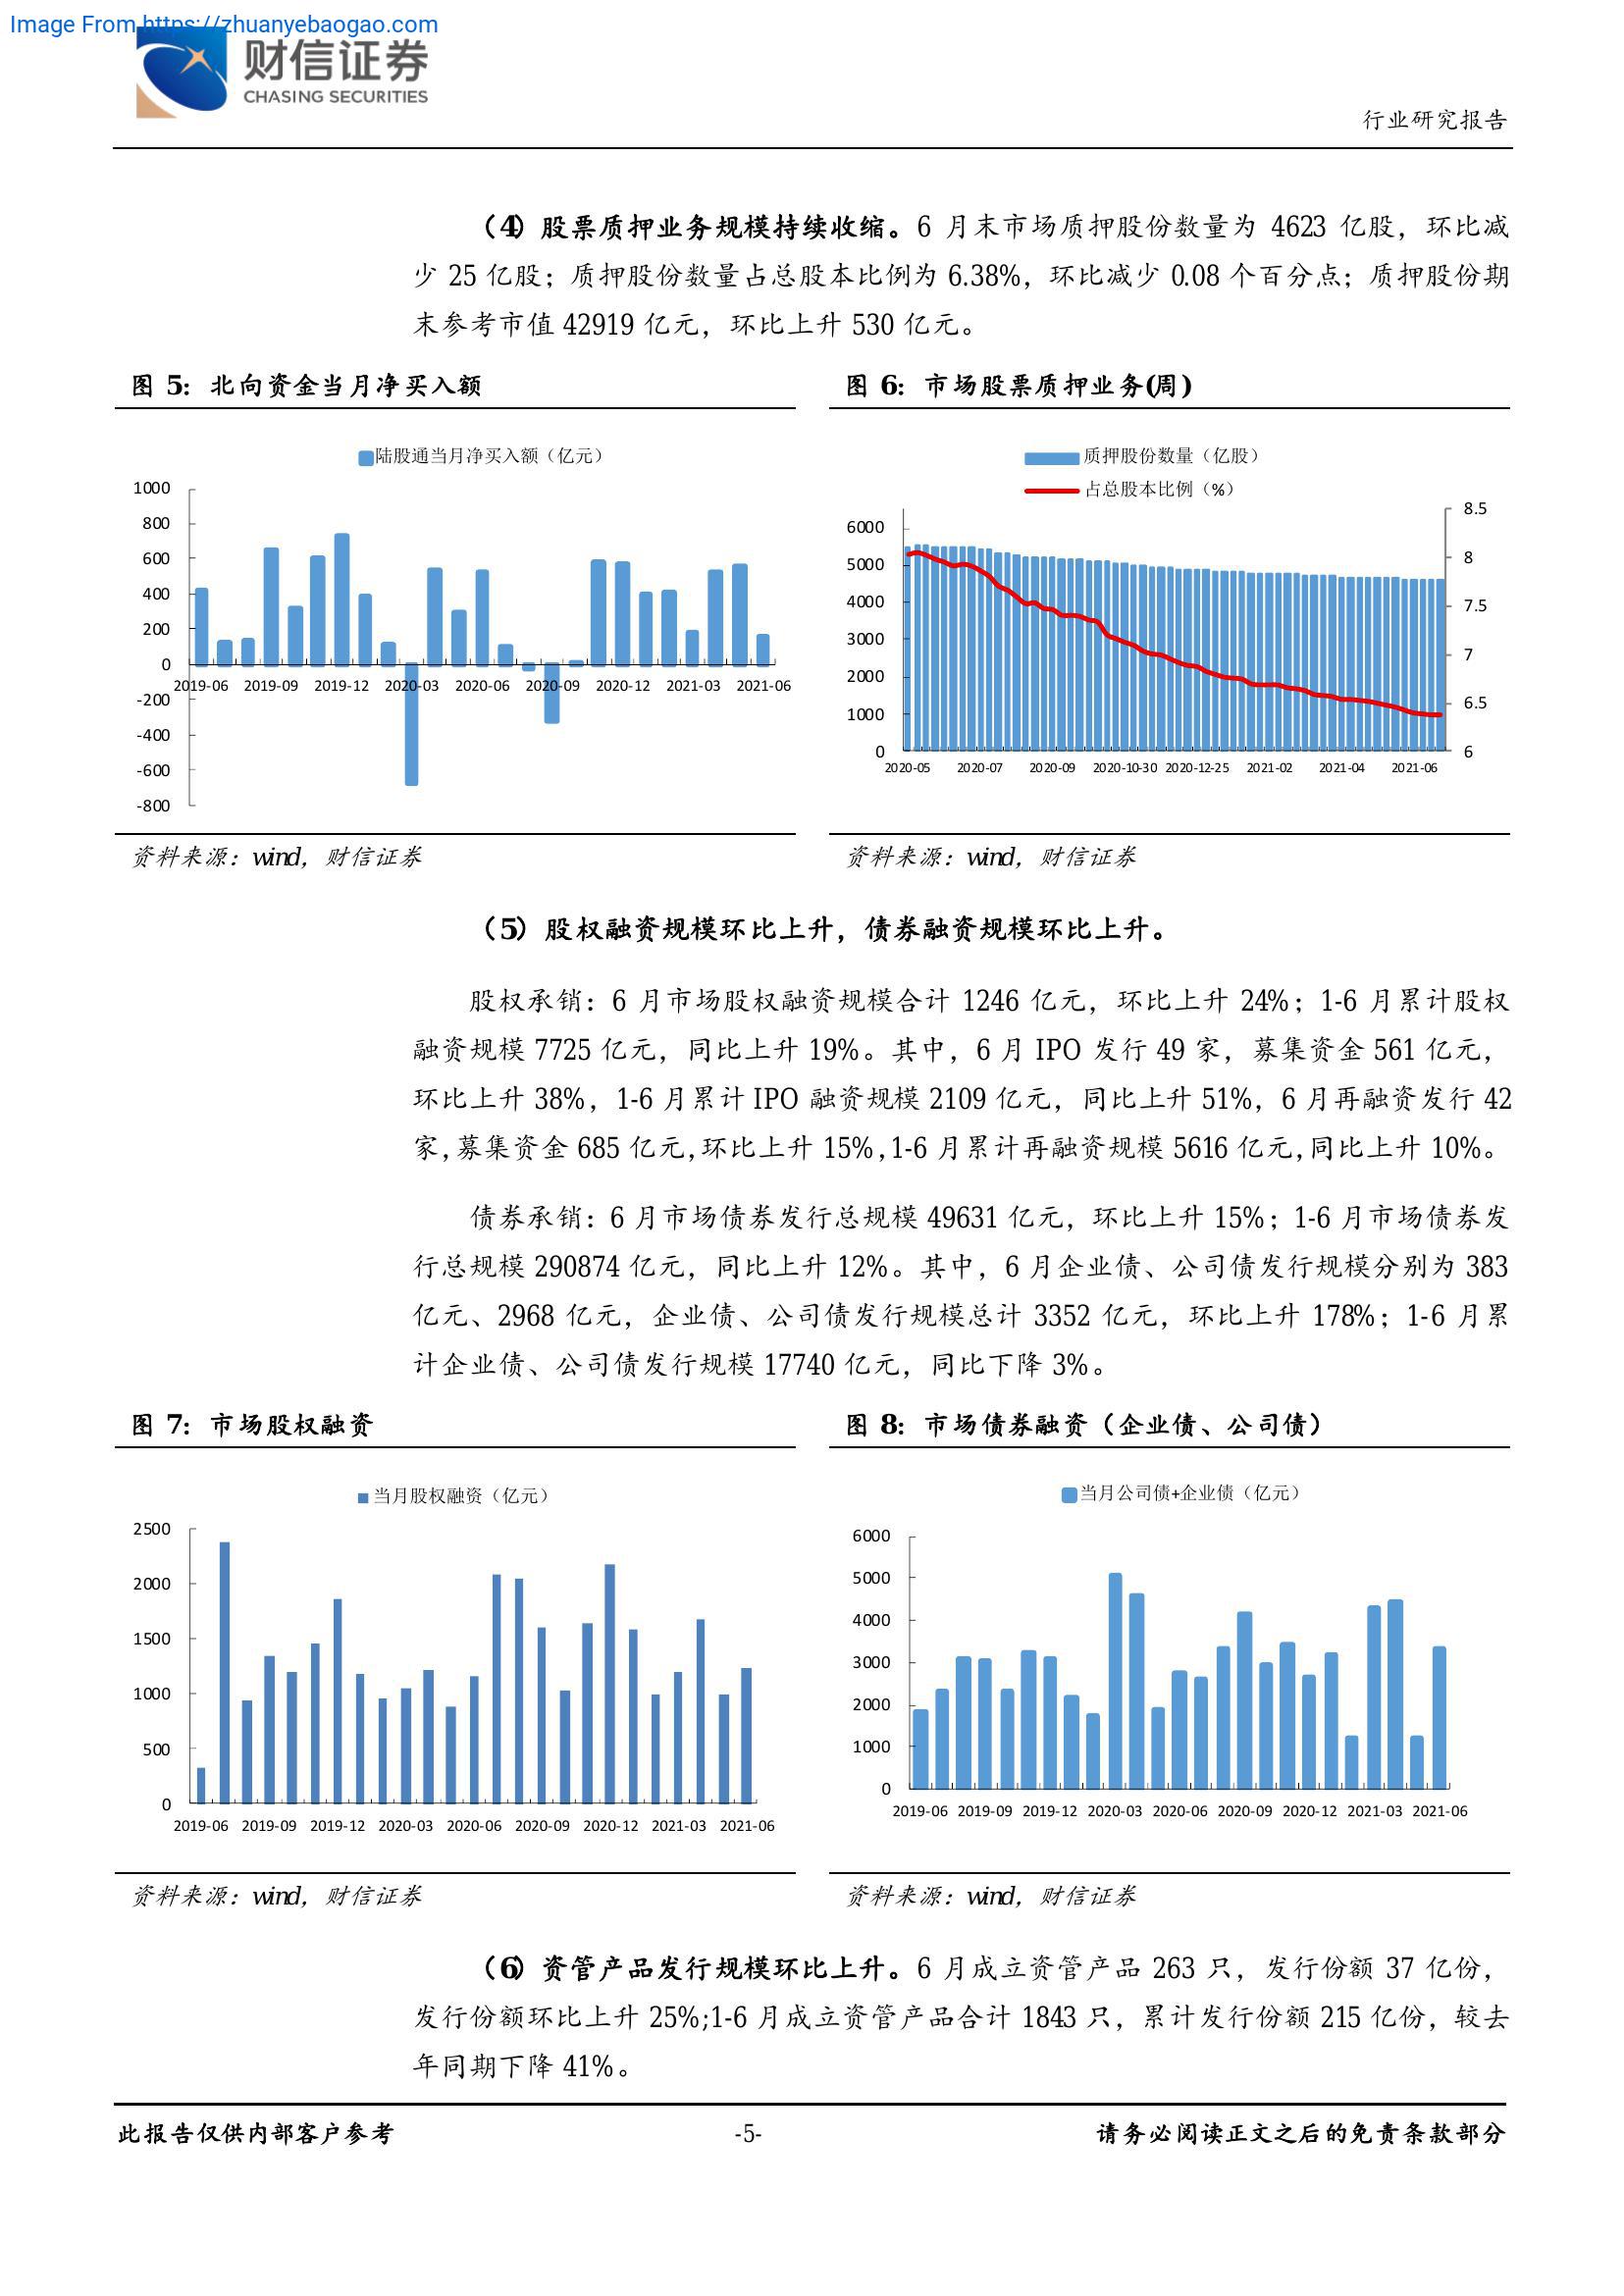 Image From https://zhuanyebaogao.com
财信证券
CHASING SECURITIES
行业研究报告
（4）股票质押业务规模持续收缩。6 月末市场质押股份数量为 4623 亿股，环比减
少 25 亿股；质押股份数量占总股本比例为 6.38%，环比减少 0.08 个百分点；质押股份期
末参考市值 42919 亿元，环比上升 530 亿元。
图 5：北向资金当月净买入额
陆股通当月净买入额（亿元）
1000
800
600
400
200
0
-200
-400
-600
-800
2019-06 2019-09 2019-12 2020-03 2020-06 2020-09 2020-12 2021-03 2021-06
资料来源：wind，财信证券
图 6：市场股票质押业务(周)
质押股份数量（亿股）
占总股本比例（%）
6000
5000
4000
3000
2000
1000
0
8.5
8
7.5
7
6.5
6
2020-05 2020-07 2020-09 2020-10-30 2020-12-25 2021-02 2021-04 2021-06
资料来源：wind，财信证券
（5）股权融资规模环比上升，债券融资规模环比上升。
股权承销：6 月市场股权融资规模合计 1246 亿元，环比上升 24%；1-6 月累计股权
融资规模 7725 亿元，同比上升 19%。其中，6 月 IPO 发行 49 家，募集资金 561 亿元，
环比上升 38%，1-6 月累计 IPO 融资规模 2109 亿元，同比上升 51%，6 月再融资发行 42
家,募集资金 685 亿元,环比上升 15%,1-6 月累计再融资规模 5616 亿元,同比上升 10%。
债券承销：6 月市场债券发行总规模 49631 亿元，环比上升 15%；1-6 月市场债券发
行总规模 290874 亿元，同比上升 12%。其中，6 月企业债、公司债发行规模分别为 383
亿元、2968 亿元，企业债、公司债发行规模总计 3352 亿元，环比上升 178%；1-6 月累
计企业债、公司债发行规模 17740 亿元，同比下降 3%。
图 7：市场股权融资
当月股权融资（亿元）
2500
2000
1500
1000
500
0
2019-06 2019-09 2019-12 2020-03 2020-06 2020-09 2020-12 2021-03 2021-06
资料来源：wind，财信证券
图 8：市场债券融资（企业债、公司债）
当月公司债+企业债（亿元）
6000
5000
4000
3000
2000
1000
0
2019-06 2019-09 2019-12 2020-03 2020-06 2020-09 2020-12 2021-03 2021-06
资料来源：wind，财信证券
（6）资管产品发行规模环比上升。6 月成立资管产品 263 只，发行份额 37 亿份，
发行份额环比上升 25%;1-6 月成立资管产品合计 1843 只，累计发行份额 215 亿份，较去
年同期下降 41%。
此报告仅供内部客户参考
-5-
请务必阅读正文之后的免责条款部分